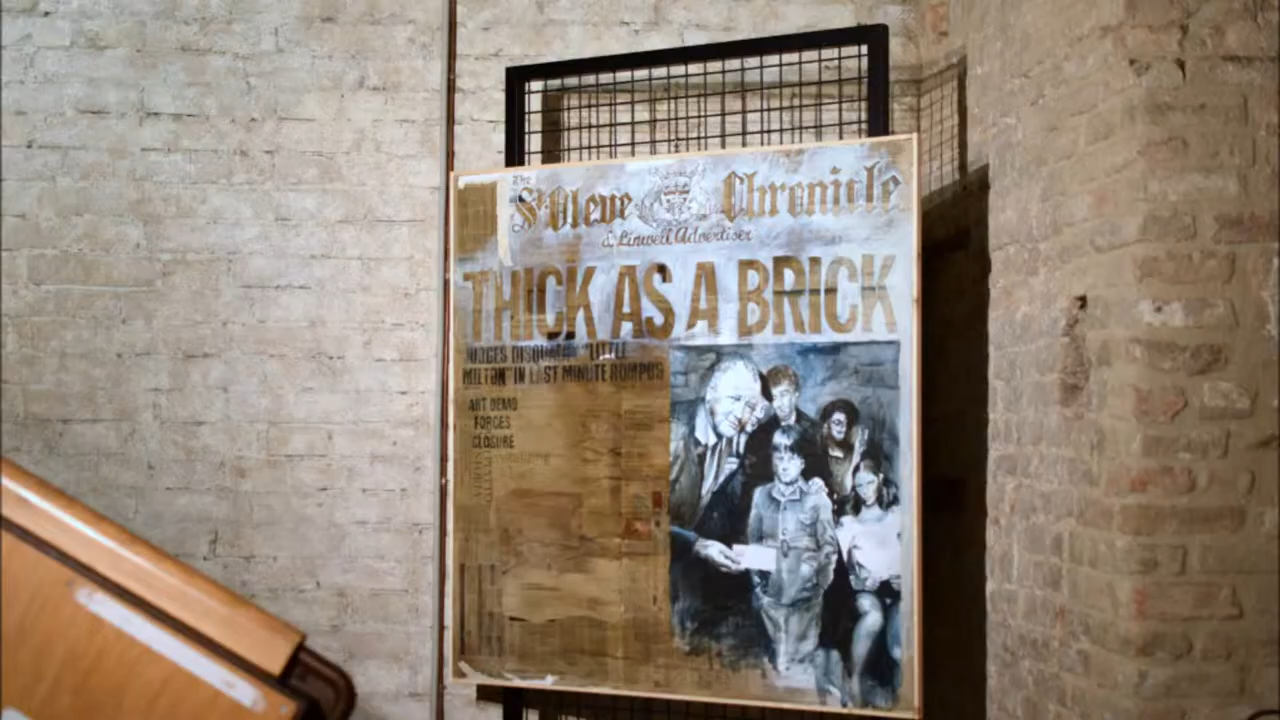 The
St Cleve Chronicle
& Linwell Advertiser
THICK AS A BRICK
JUDGES DISQUALIFY "LITTLE
MILTON" IN LAST MINUTE RUMPUS
ART DEMO
FORCES
CLOSURE